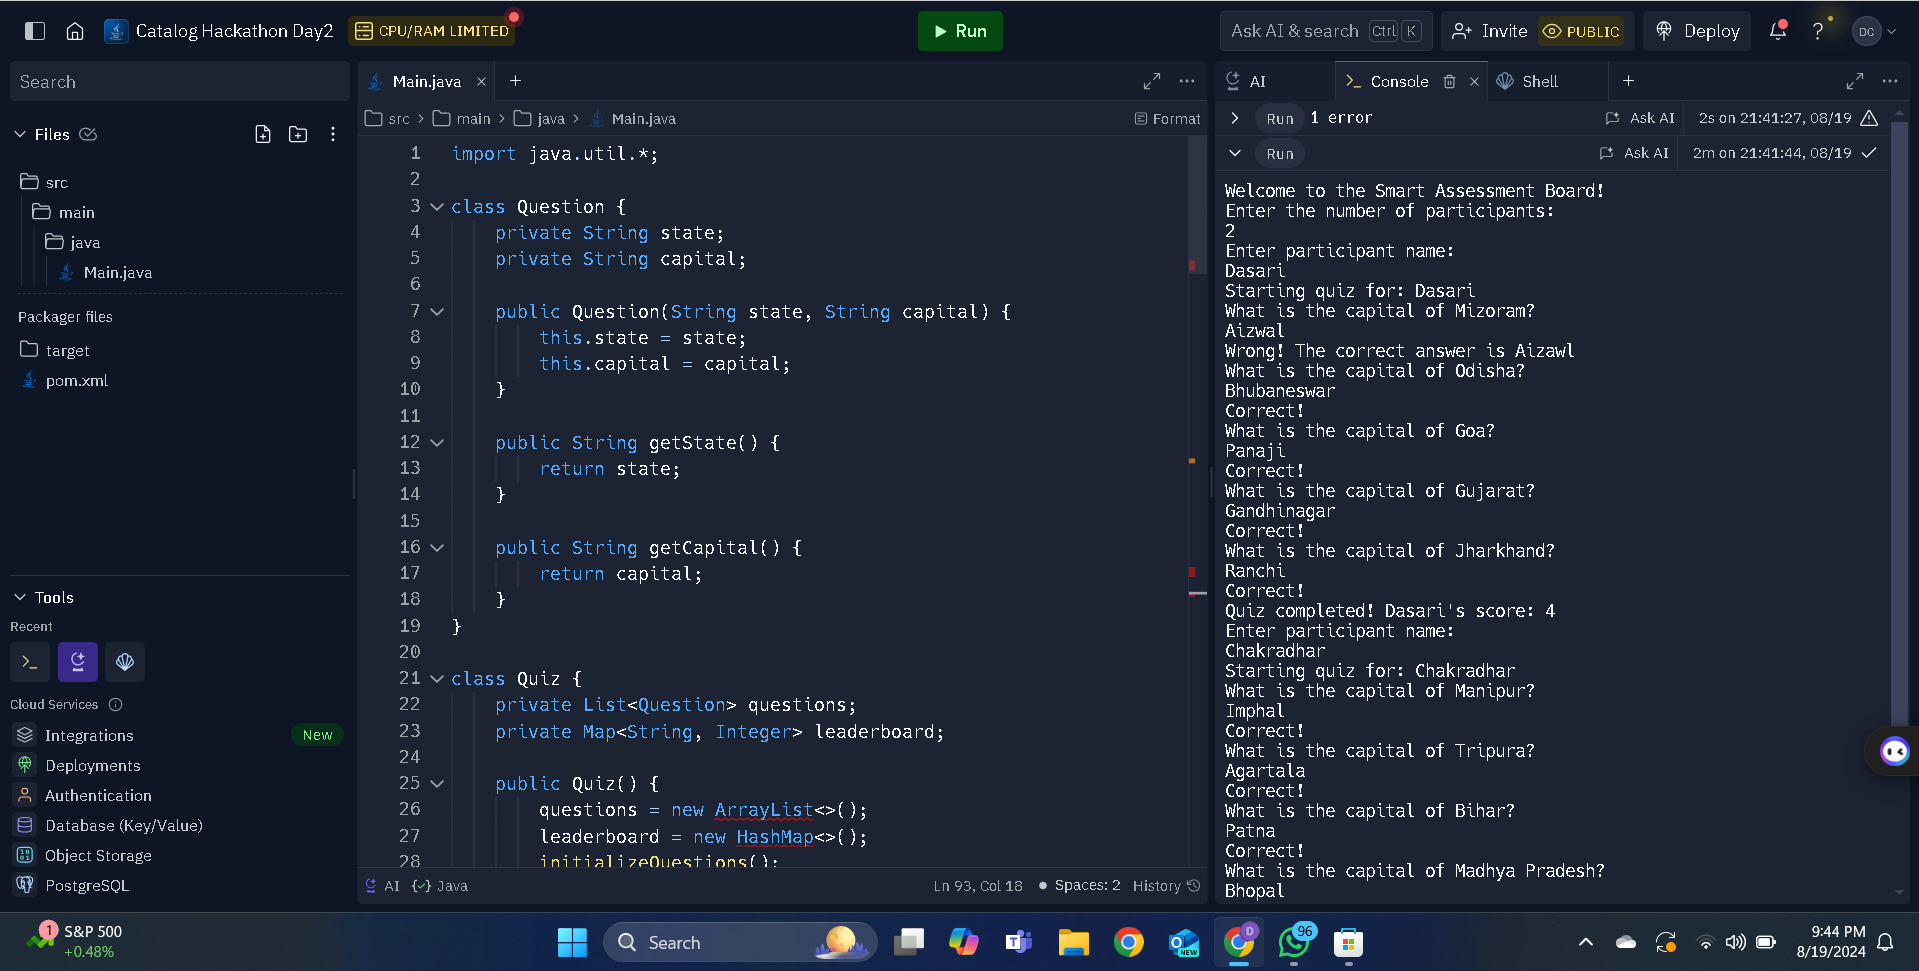 Catalog Hackathon Day2
CPU/RAM LIMITED
Run
Ask AI & search Ctrl K
Invite
PUBLIC
Deploy
?
DC
Search
Files
src
main
java
Main.java
Packager files
target
pom.xml
Tools
Recent
Cloud Services
Integrations New
Deployments
Authentication
Database (Key/Value)
Object Storage
PostgreSQL
Main.java
src > main > java > Main.java
Format
1 import java.util.*;
2
3 class Question {
4 private String state;
5 private String capital;
6
7 public Question(String state, String capital) {
8 this.state = state;
9 this.capital = capital;
10 }
11
12 public String getState() {
13 return state;
14 }
15
16 public String getCapital() {
17 return capital;
18 }
19 }
20
21 class Quiz {
22 private List<Question> questions;
23 private Map<String, Integer> leaderboard;
24
25 public Quiz() {
26 questions = new ArrayList<>();
27 leaderboard = new HashMap<>();
28 initializeQuestions();
AI {✓} Java
Ln 93, Col 18 • Spaces: 2 History
AI
Console
Shell
Run 1 error Ask AI 2s on 21:41:27, 08/19
Run Ask AI 2m on 21:41:44, 08/19
Welcome to the Smart Assessment Board!
Enter the number of participants:
2
Enter participant name:
Dasari
Starting quiz for: Dasari
What is the capital of Mizoram?
Aizwal
Wrong! The correct answer is Aizawl
What is the capital of Odisha?
Bhubaneswar
Correct!
What is the capital of Goa?
Panaji
Correct!
What is the capital of Gujarat?
Gandhinagar
Correct!
What is the capital of Jharkhand?
Ranchi
Correct!
Quiz completed! Dasari's score: 4
Enter participant name:
Chakradhar
Starting quiz for: Chakradhar
What is the capital of Manipur?
Imphal
Correct!
What is the capital of Tripura?
Agartala
Correct!
What is the capital of Bihar?
Patna
Correct!
What is the capital of Madhya Pradesh?
Bhopal
1
S&P 500
+0.48%
Search
NEW
D
96
9:44 PM
8/19/2024